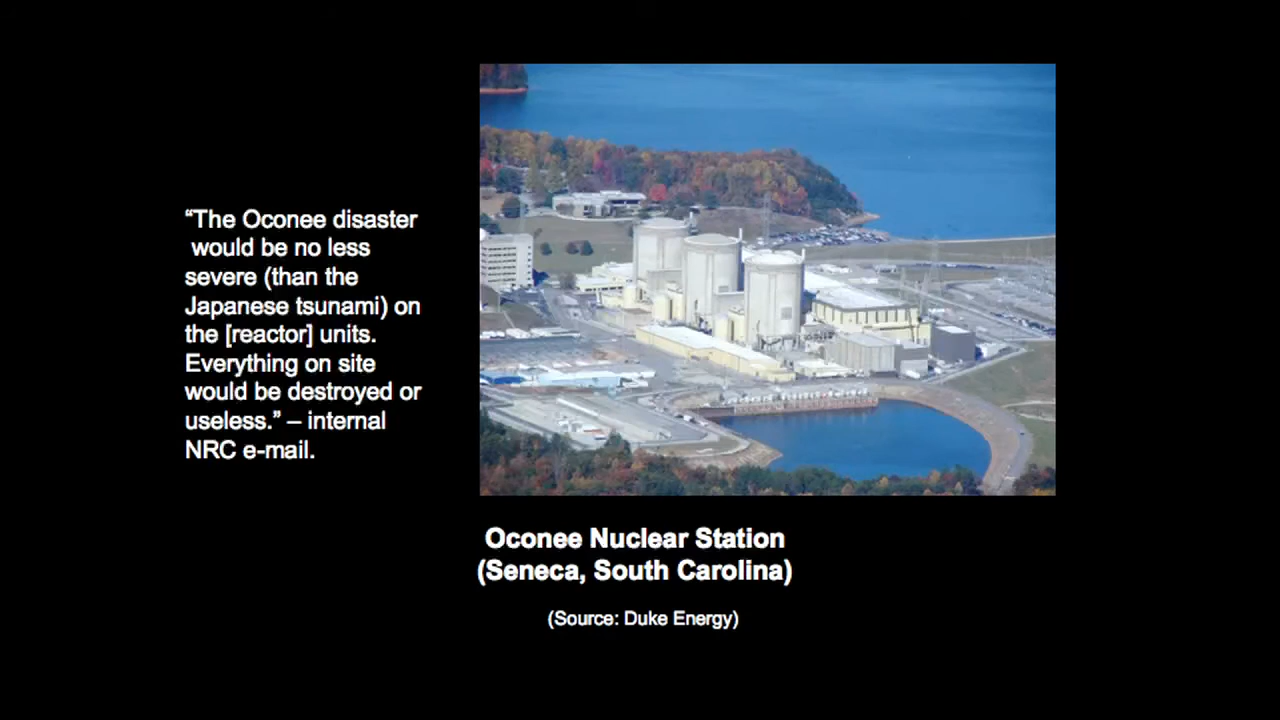 “The Oconee disaster
would be no less
severe (than the
Japanese tsunami) on
the [reactor] units.
Everything on site
would be destroyed or
useless.” – internal
NRC e-mail.
Oconee Nuclear Station
(Seneca, South Carolina)
(Source: Duke Energy)